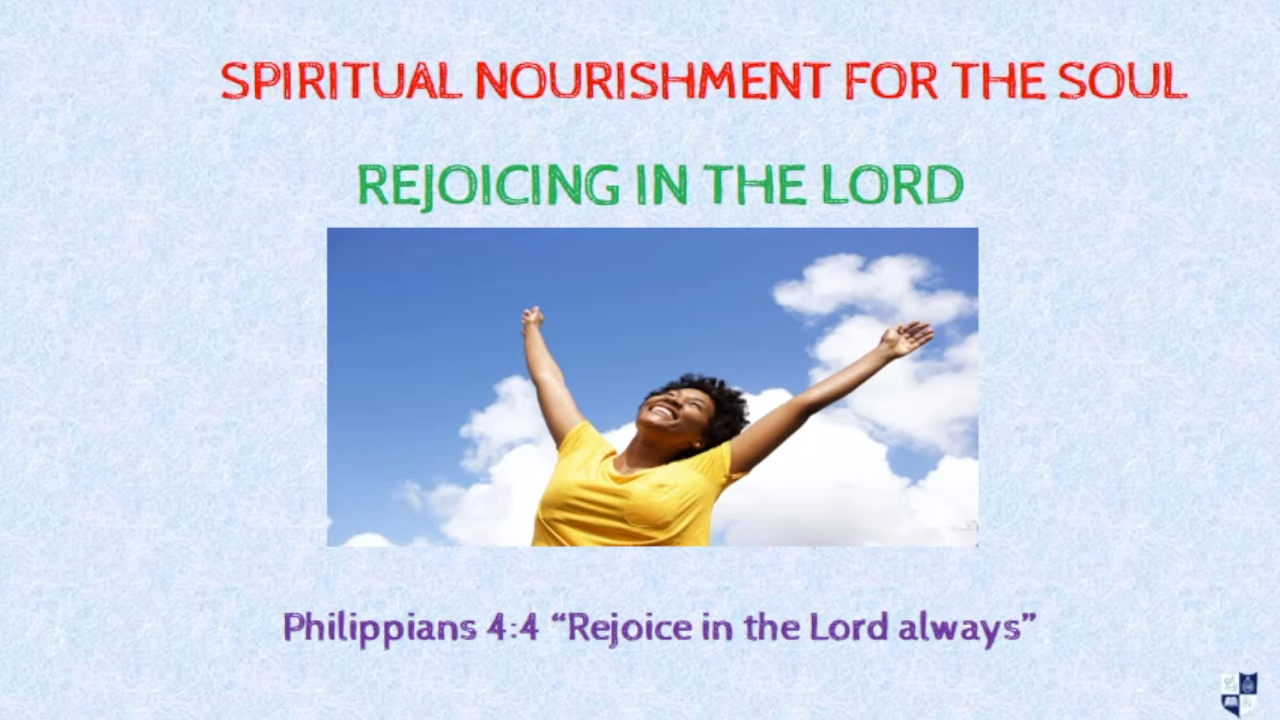 SPIRITUAL NOURISHMENT FOR THE SOUL
REJOICING IN THE LORD
Philippians 4:4 “Rejoice in the Lord always”